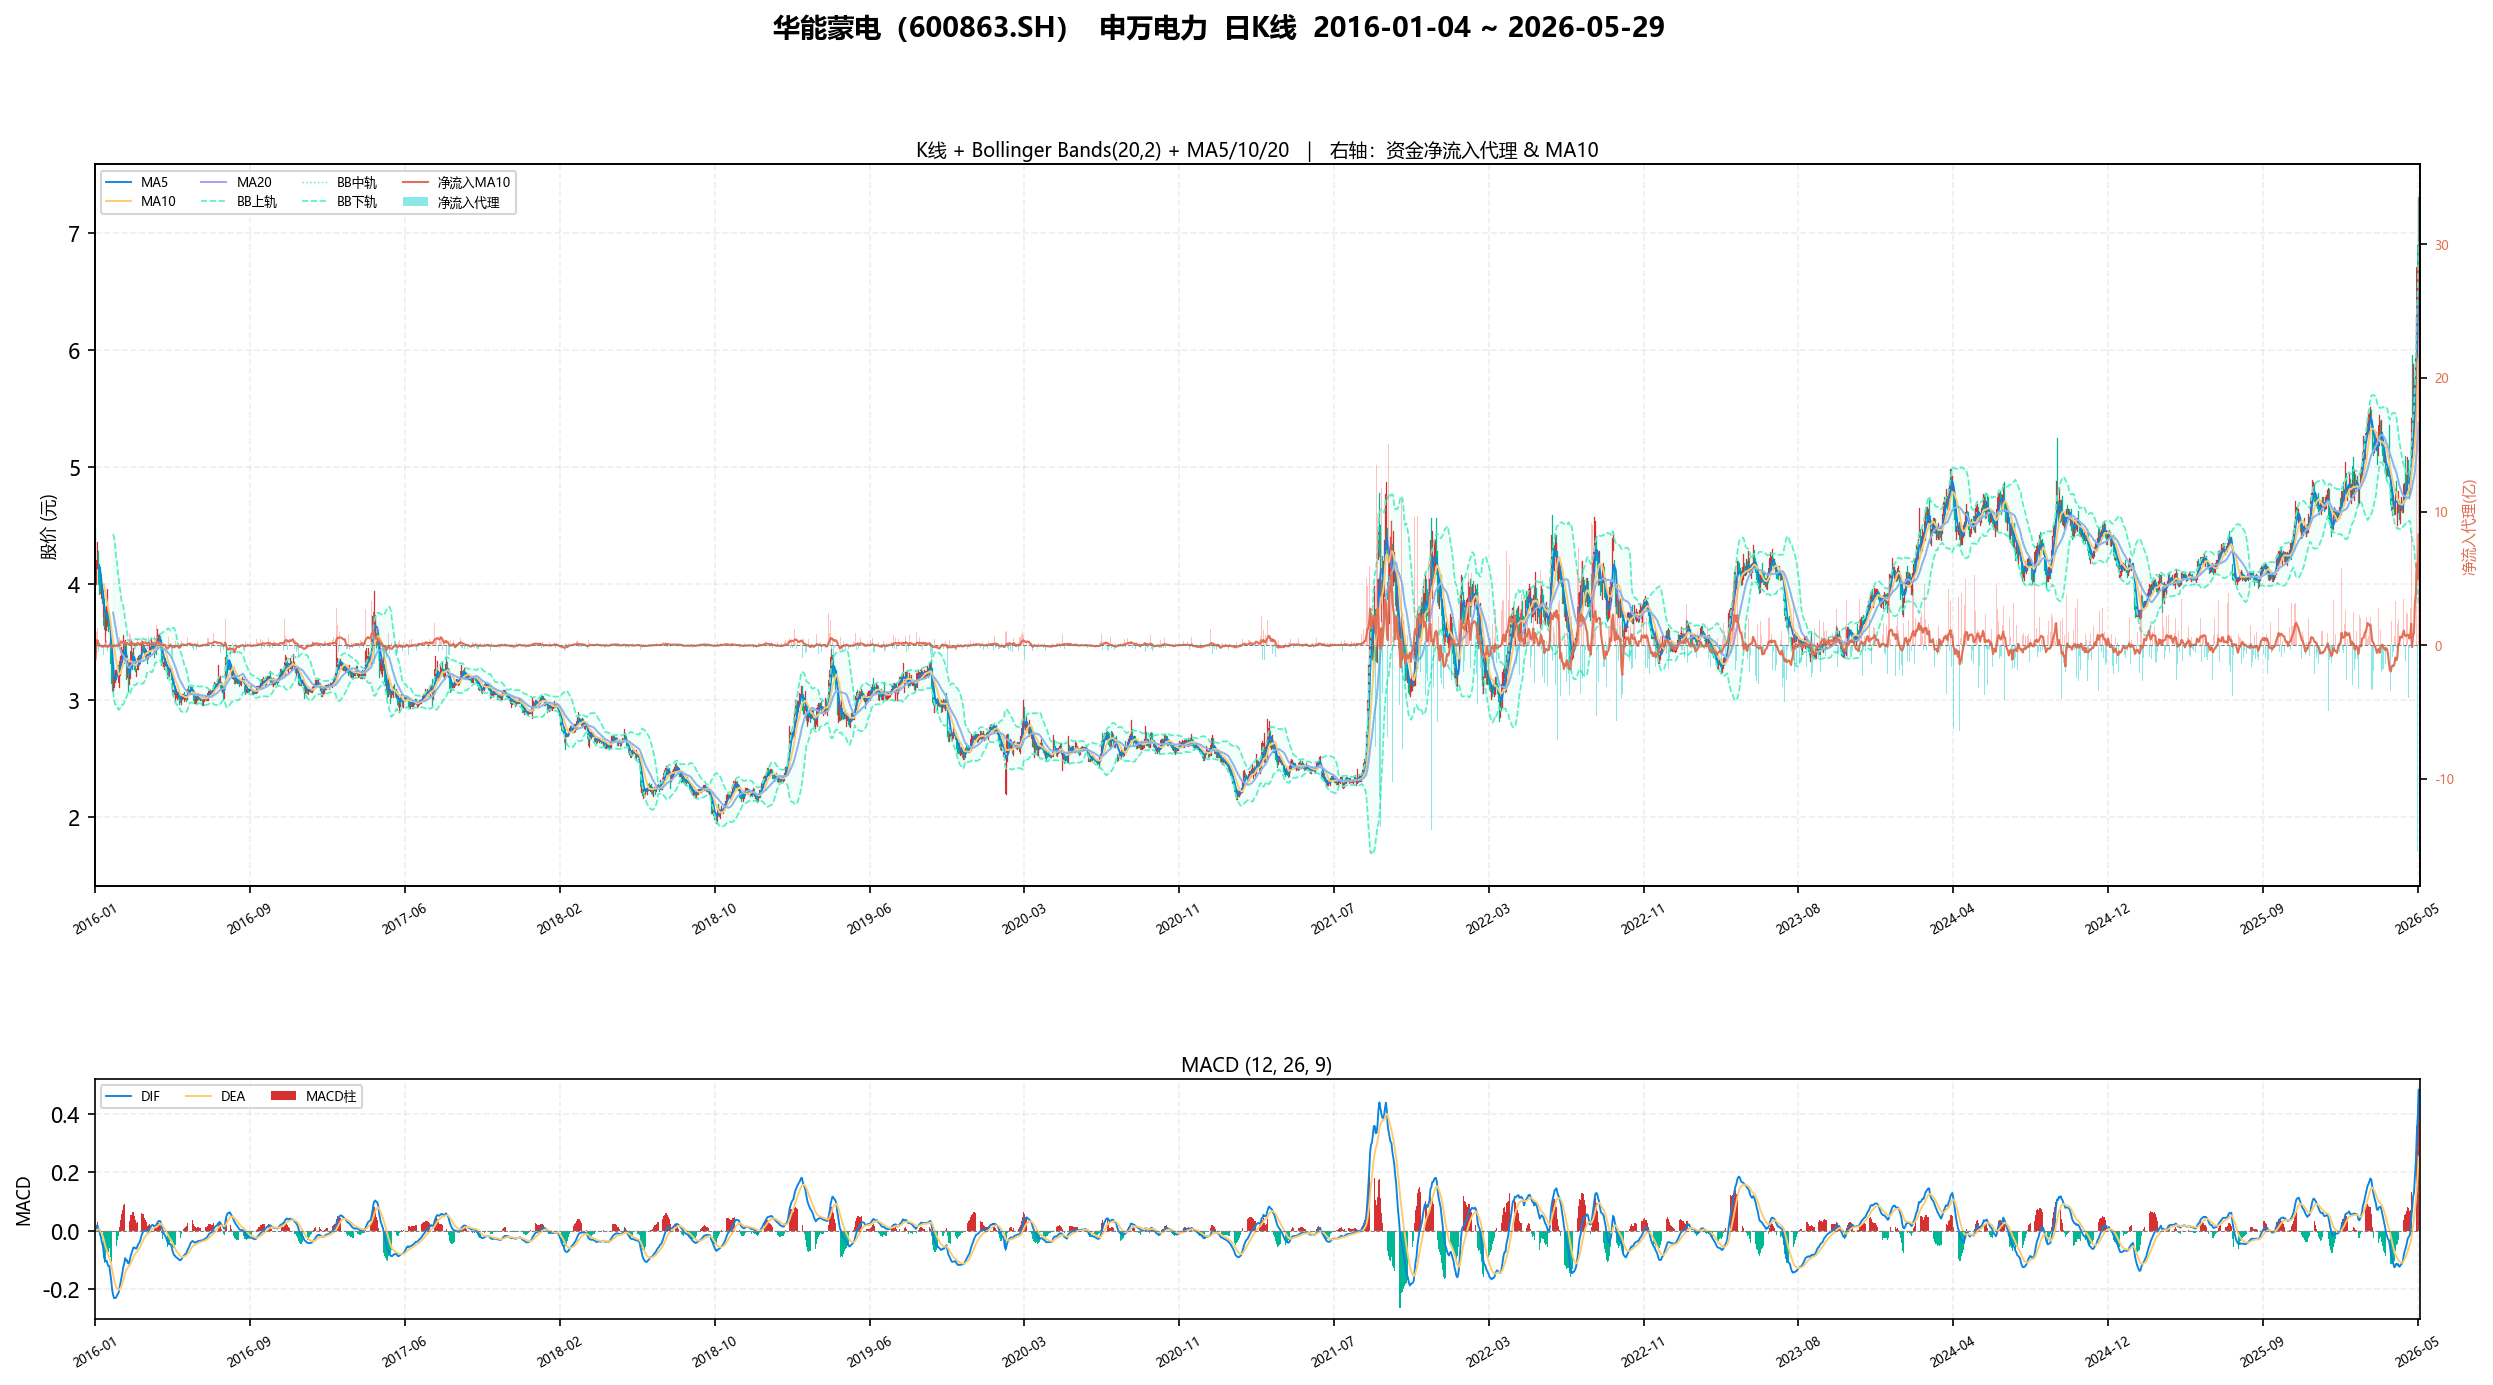 华能蒙电（600863.SH） 申万电力 日K线 2016-01-04 ~ 2026-05-29
K线 + Bollinger Bands(20,2) + MA5/10/20 | 右轴：资金净流入代理 & MA10
MA5 MA20 BB中轨 净流入MA10
MA10 BB上轨 BB下轨 净流入代理
股价 (元)
7
6
5
4
3
2
净流入代理(亿)
30
20
10
0
-10
2016-01 2016-09 2017-06 2018-02 2018-10 2019-06 2020-03 2020-11 2021-07 2022-03 2022-11 2023-08 2024-04 2024-12 2025-09 2026-05
MACD (12, 26, 9)
DIF DEA MACD柱
MACD
0.4
0.2
0.0
-0.2
2016-01 2016-09 2017-06 2018-02 2018-10 2019-06 2020-03 2020-11 2021-07 2022-03 2022-11 2023-08 2024-04 2024-12 2025-09 2026-05